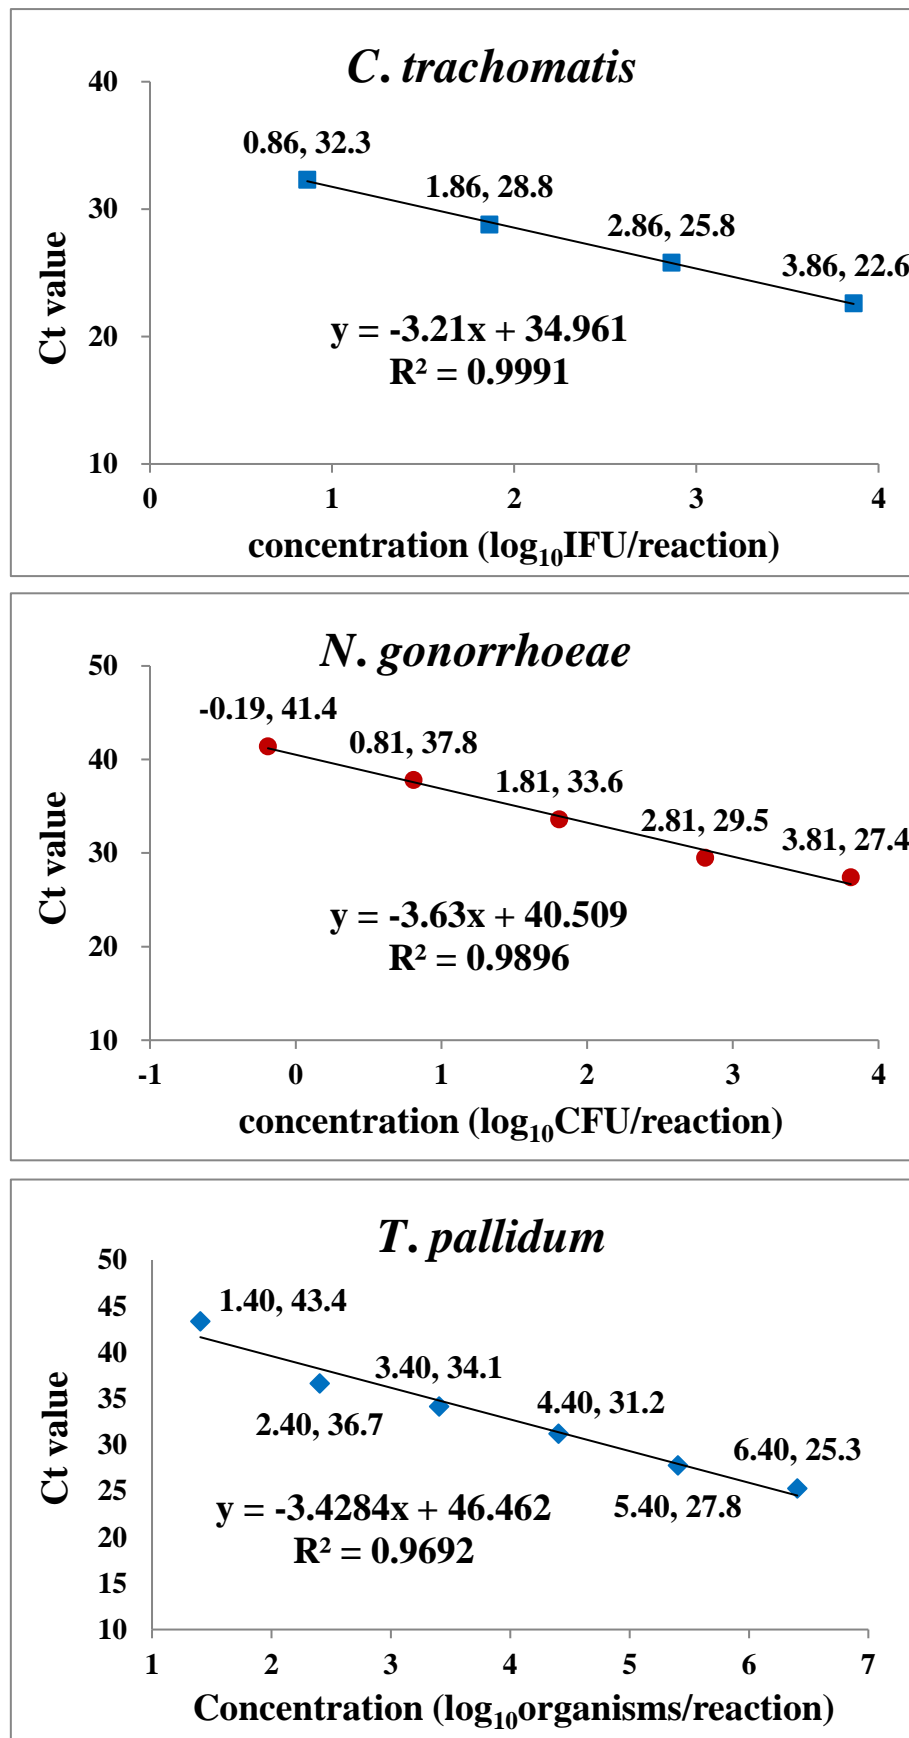 C. trachomatis
40
30
20
10
Ct value
0.86, 32.3
1.86, 28.8
2.86, 25.8
3.86, 22.6
y = -3.21x + 34.961
R² = 0.9991
0 1 2 3 4
concentration (log₁₀IFU/reaction)
N. gonorrhoeae
50
40
30
20
10
Ct value
-0.19, 41.4
0.81, 37.8
1.81, 33.6
2.81, 29.5
3.81, 27.4
y = -3.63x + 40.509
R² = 0.9896
-1 0 1 2 3 4
concentration (log₁₀CFU/reaction)
T. pallidum
50
45
40
35
30
25
20
15
10
Ct value
1.40, 43.4
2.40, 36.7
3.40, 34.1
4.40, 31.2
5.40, 27.8
6.40, 25.3
y = -3.4284x + 46.462
R² = 0.9692
1 2 3 4 5 6 7
Concentration (log₁₀organisms/reaction)